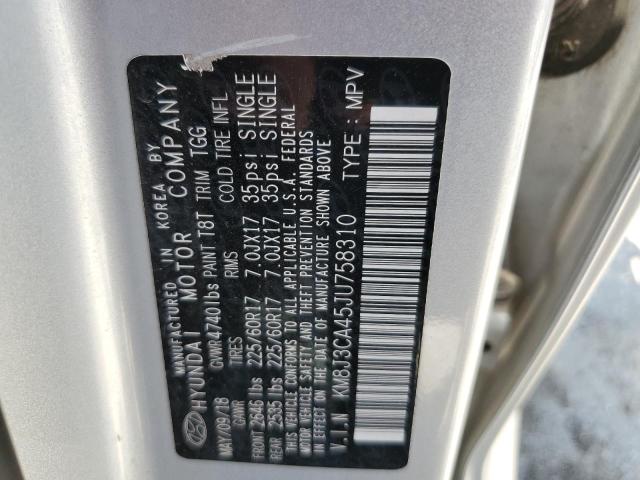 MANUFACTURED IN KOREA BY
HYUNDAI MOTOR COMPANY
MAY/09/18 GVWR 4740 lbs PAINT T8T TRIM TGG
GAWR TIRES RIMS COLD TIRE INFL
FRONT 2646 lbs 225/60R17 7.0JX17 35psi SINGLE
REAR 2535 lbs 225/60R17 7.0JX17 35psi SINGLE
THIS VEHICLE CONFORMS TO ALL APPLICABLE U.S.A. FEDERAL
MOTOR VEHICLE SAFETY AND THEFT PREVENTION STANDARDS
IN EFFECT ON THE DATE OF MANUFACTURE SHOWN ABOVE
V.I.N KM8J3CA45JU758310 TYPE : MPV